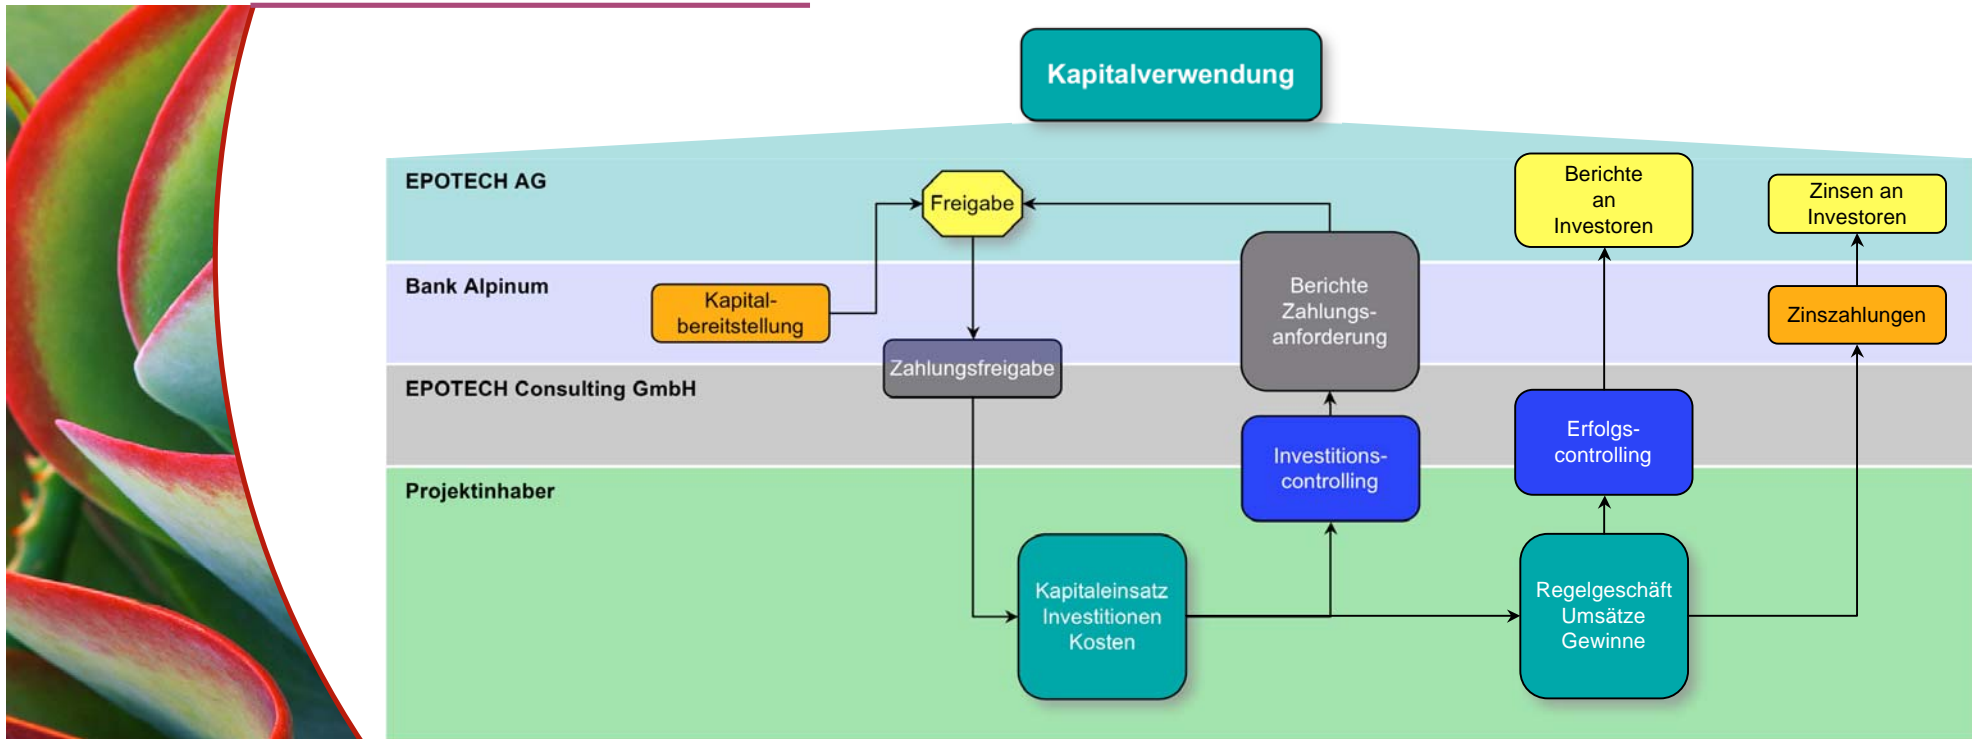 Kapitalverwendung
EPOTECH AG
Freigabe
Berichte
an
Investoren
Zinsen an
Investoren
Bank Alpinum
Kapital-
bereitstellung
Berichte
Zahlungs-
anforderung
Zinszahlungen
Zahlungsfreigabe
EPOTECH Consulting GmbH
Investitions-
controlling
Erfolgs-
controlling
Projektinhaber
Kapitaleinsatz
Investitionen
Kosten
Regelgeschäft
Umsätze
Gewinne